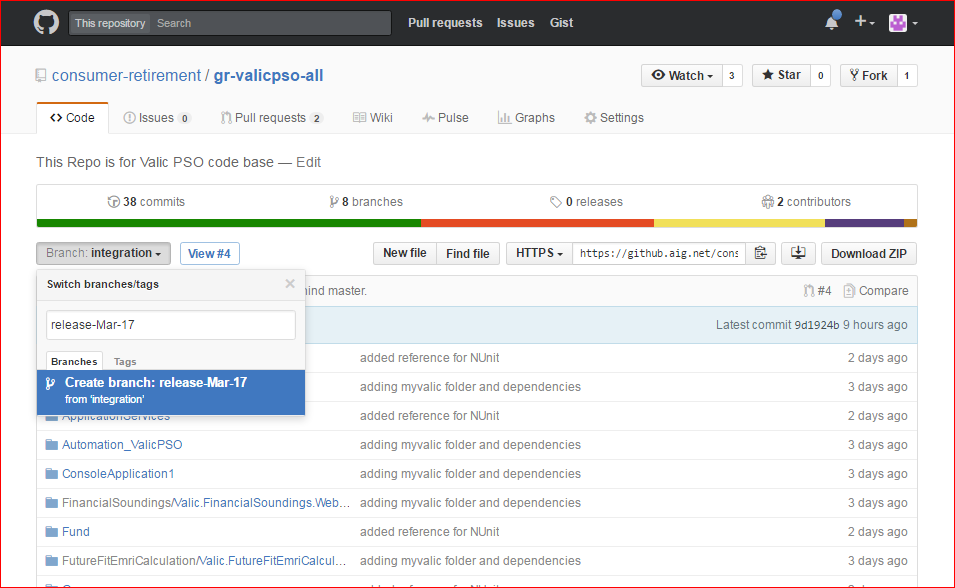 This repository Search Pull requests Issues Gist
consumer-retirement / gr-valicpso-all Watch 3 Star 0 Fork 1
Code Issues 0 Pull requests 2 Wiki Pulse Graphs Settings
This Repo is for Valic PSO code base — Edit
38 commits 8 branches 0 releases 2 contributors
Branch: integration View #4 New file Find file HTTPS https://github.aig.net/cons Download ZIP
Switch branches/tags ×
ind master. #4 Compare
release-Mar-17
Latest commit 9d1924b 9 hours ago
Branches Tags
added reference for NUnit 2 days ago
Create branch: release-Mar-17
from 'integration'
adding myvalic folder and dependencies 3 days ago
ApplicationServices added reference for NUnit 2 days ago
Automation_ValicPSO adding myvalic folder and dependencies 3 days ago
ConsoleApplication1 adding myvalic folder and dependencies 3 days ago
FinancialSoundings/Valic.FinancialSoundings.Web… adding myvalic folder and dependencies 3 days ago
Fund added reference for NUnit 2 days ago
FutureFitEmriCalculation/Valic.FutureFitEmriCalcul… adding myvalic folder and dependencies 3 days ago